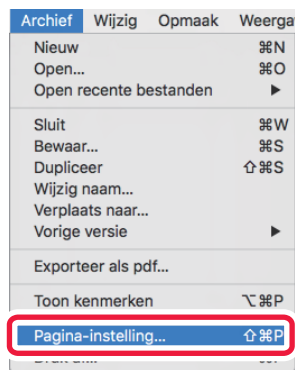 Archief Wijzig Opmaak Weerga
Nieuw ⌘N
Open... ⌘O
Open recente bestanden ▶
Sluit ⌘W
Bewaar... ⌘S
Dupliceer ⇧⌘S
Wijzig naam...
Verplaats naar...
Vorige versie ▶
Exporteer als pdf...
Toon kenmerken ⌥⌘P
Pagina-instelling... ⇧⌘P